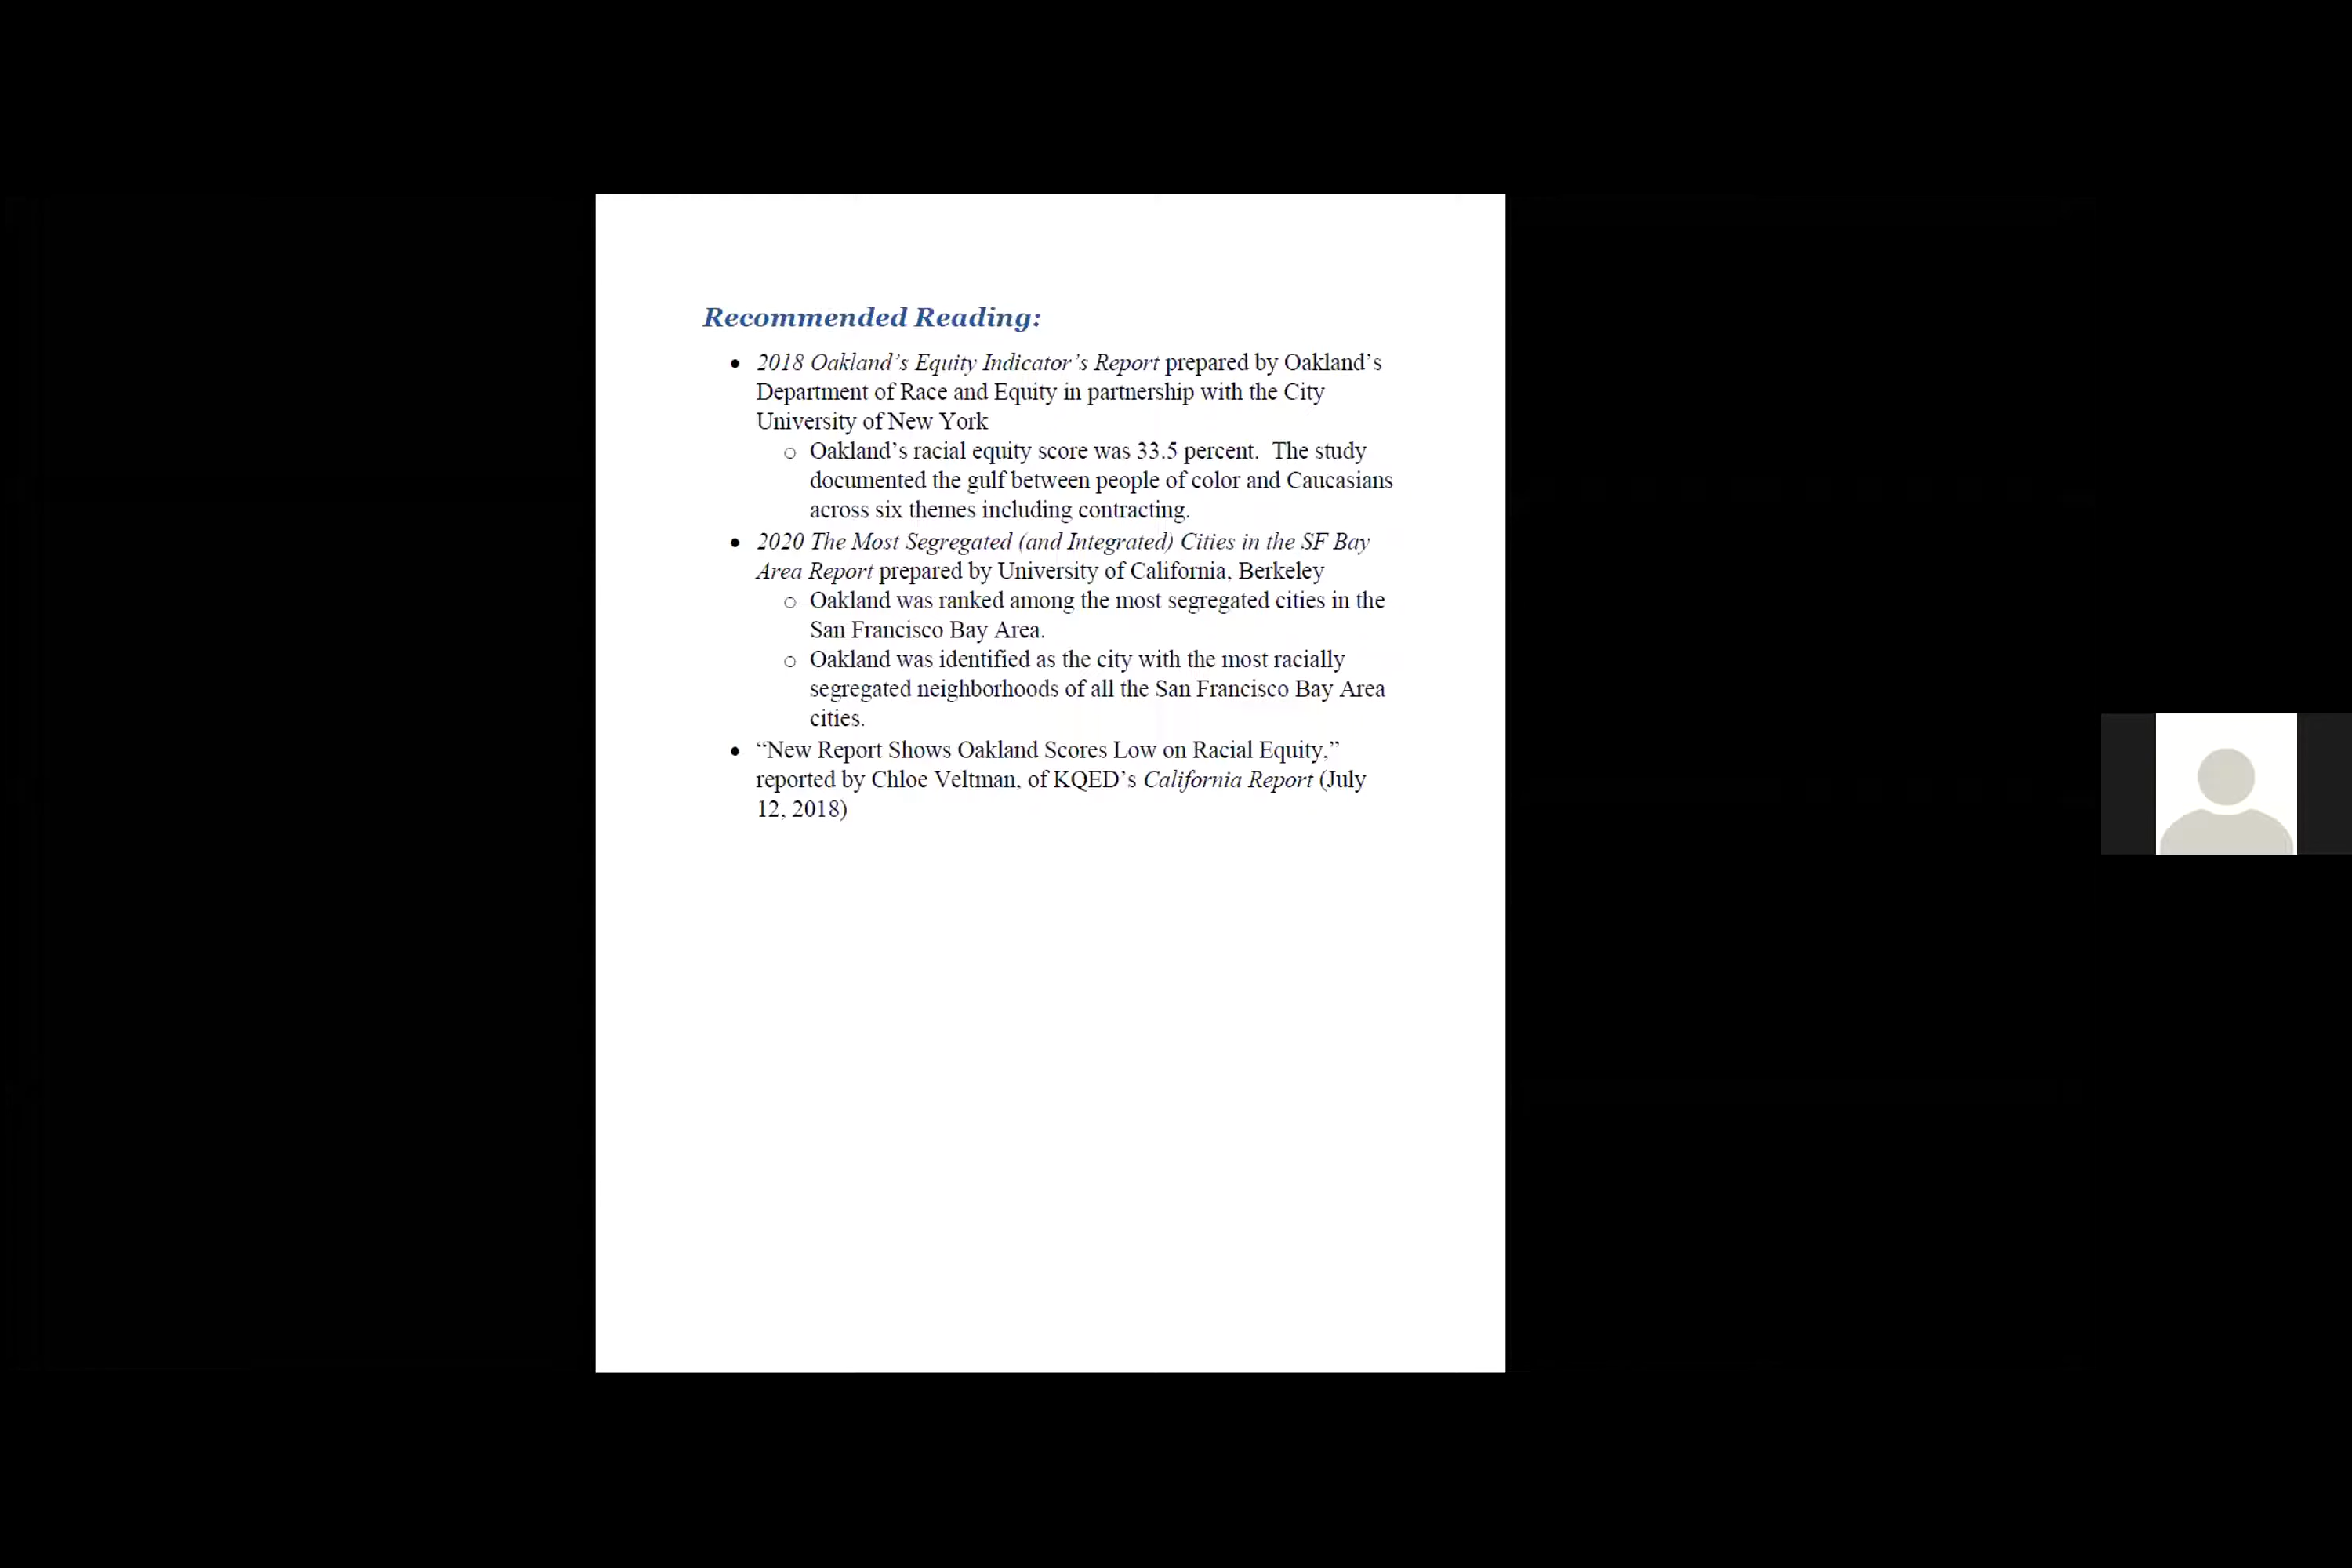 Recommended Reading:
• 2018 Oakland’s Equity Indicator’s Report prepared by Oakland’s
Department of Race and Equity in partnership with the City
University of New York
o Oakland’s racial equity score was 33.5 percent.  The study
documented the gulf between people of color and Caucasians
across six themes including contracting.
• 2020 The Most Segregated (and Integrated) Cities in the SF Bay
Area Report prepared by University of California, Berkeley
o Oakland was ranked among the most segregated cities in the
San Francisco Bay Area.
o Oakland was identified as the city with the most racially
segregated neighborhoods of all the San Francisco Bay Area
cities.
• “New Report Shows Oakland Scores Low on Racial Equity,”
reported by Chloe Veltman, of KQED’s California Report (July
12, 2018)